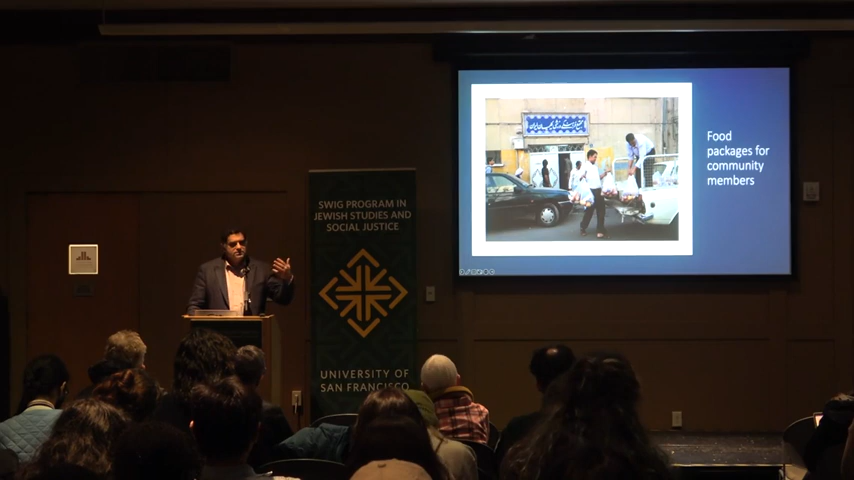 SWIG PROGRAM IN
JEWISH STUDIES AND
SOCIAL JUSTICE
UNIVERSITY OF
SAN FRANCISCO
Food
packages for
community
members